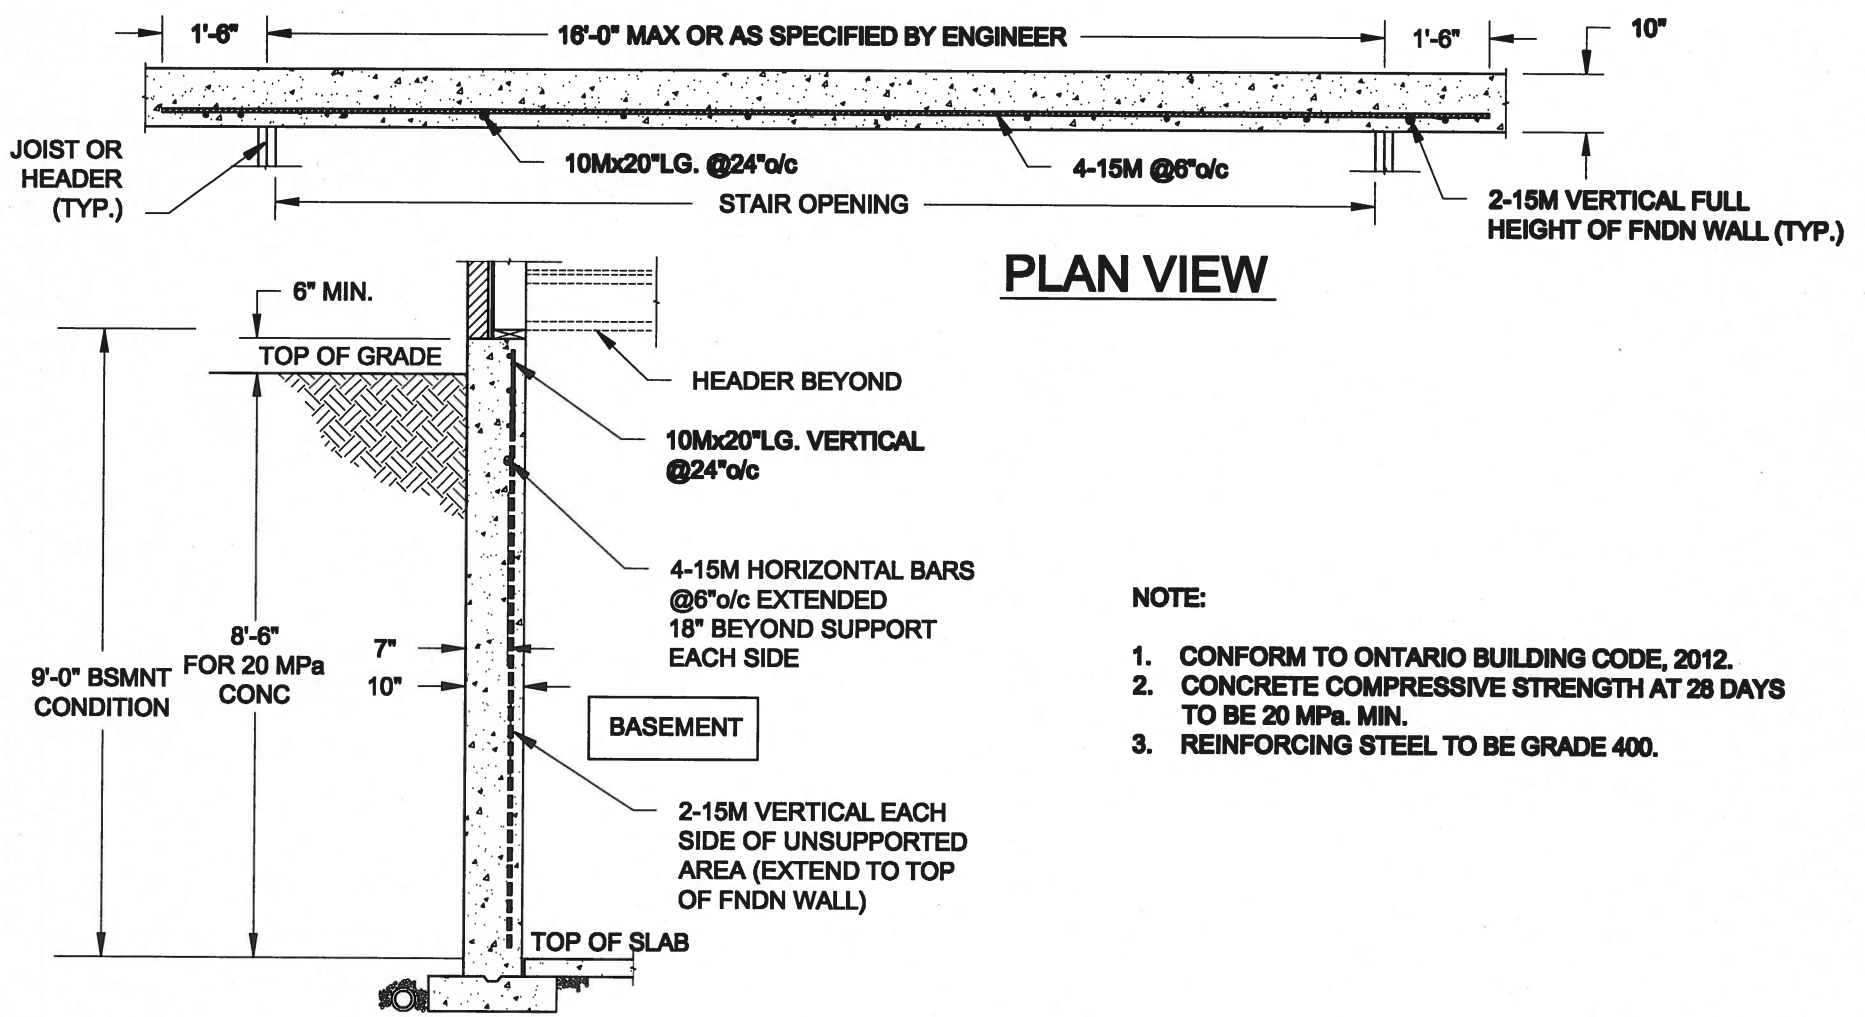 1'-6"
16'-0" MAX OR AS SPECIFIED BY ENGINEER
1'-6"
10"
JOIST OR
HEADER
(TYP.)
10Mx20"LG. @24"o/c
4-15M @6"o/c
STAIR OPENING
2-15M VERTICAL FULL
HEIGHT OF FNDN WALL (TYP.)
PLAN VIEW
6" MIN.
TOP OF GRADE
HEADER BEYOND
10Mx20"LG. VERTICAL
@24"o/c
4-15M HORIZONTAL BARS
@6"o/c EXTENDED
18" BEYOND SUPPORT
EACH SIDE
9'-0" BSMNT
CONDITION
8'-6"
FOR 20 MPa
CONC
7"
10"
BASEMENT
2-15M VERTICAL EACH
SIDE OF UNSUPPORTED
AREA (EXTEND TO TOP
OF FNDN WALL)
TOP OF SLAB
NOTE:
1. CONFORM TO ONTARIO BUILDING CODE, 2012.
2. CONCRETE COMPRESSIVE STRENGTH AT 28 DAYS
TO BE 20 MPa. MIN.
3. REINFORCING STEEL TO BE GRADE 400.